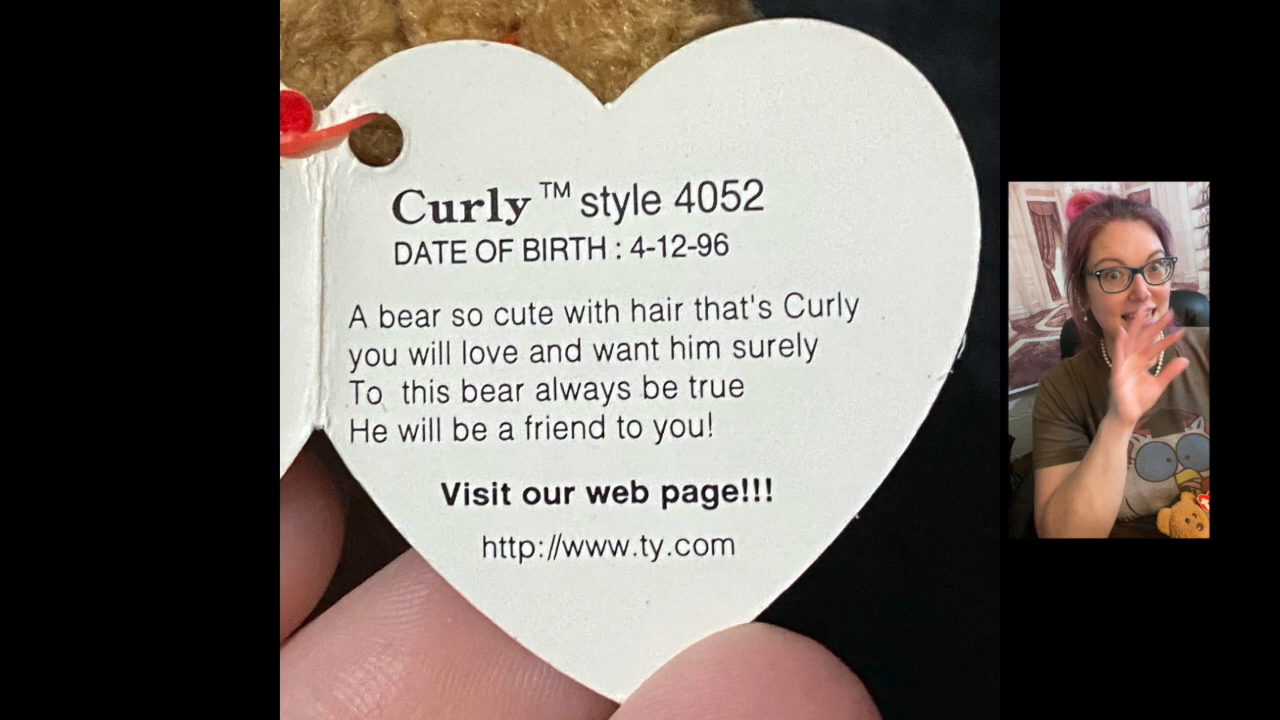 Curly™ style 4052
DATE OF BIRTH : 4-12-96
A bear so cute with hair that's Curly
you will love and want him surely
To this bear always be true
He will be a friend to you!
Visit our web page!!!
http://www.ty.com